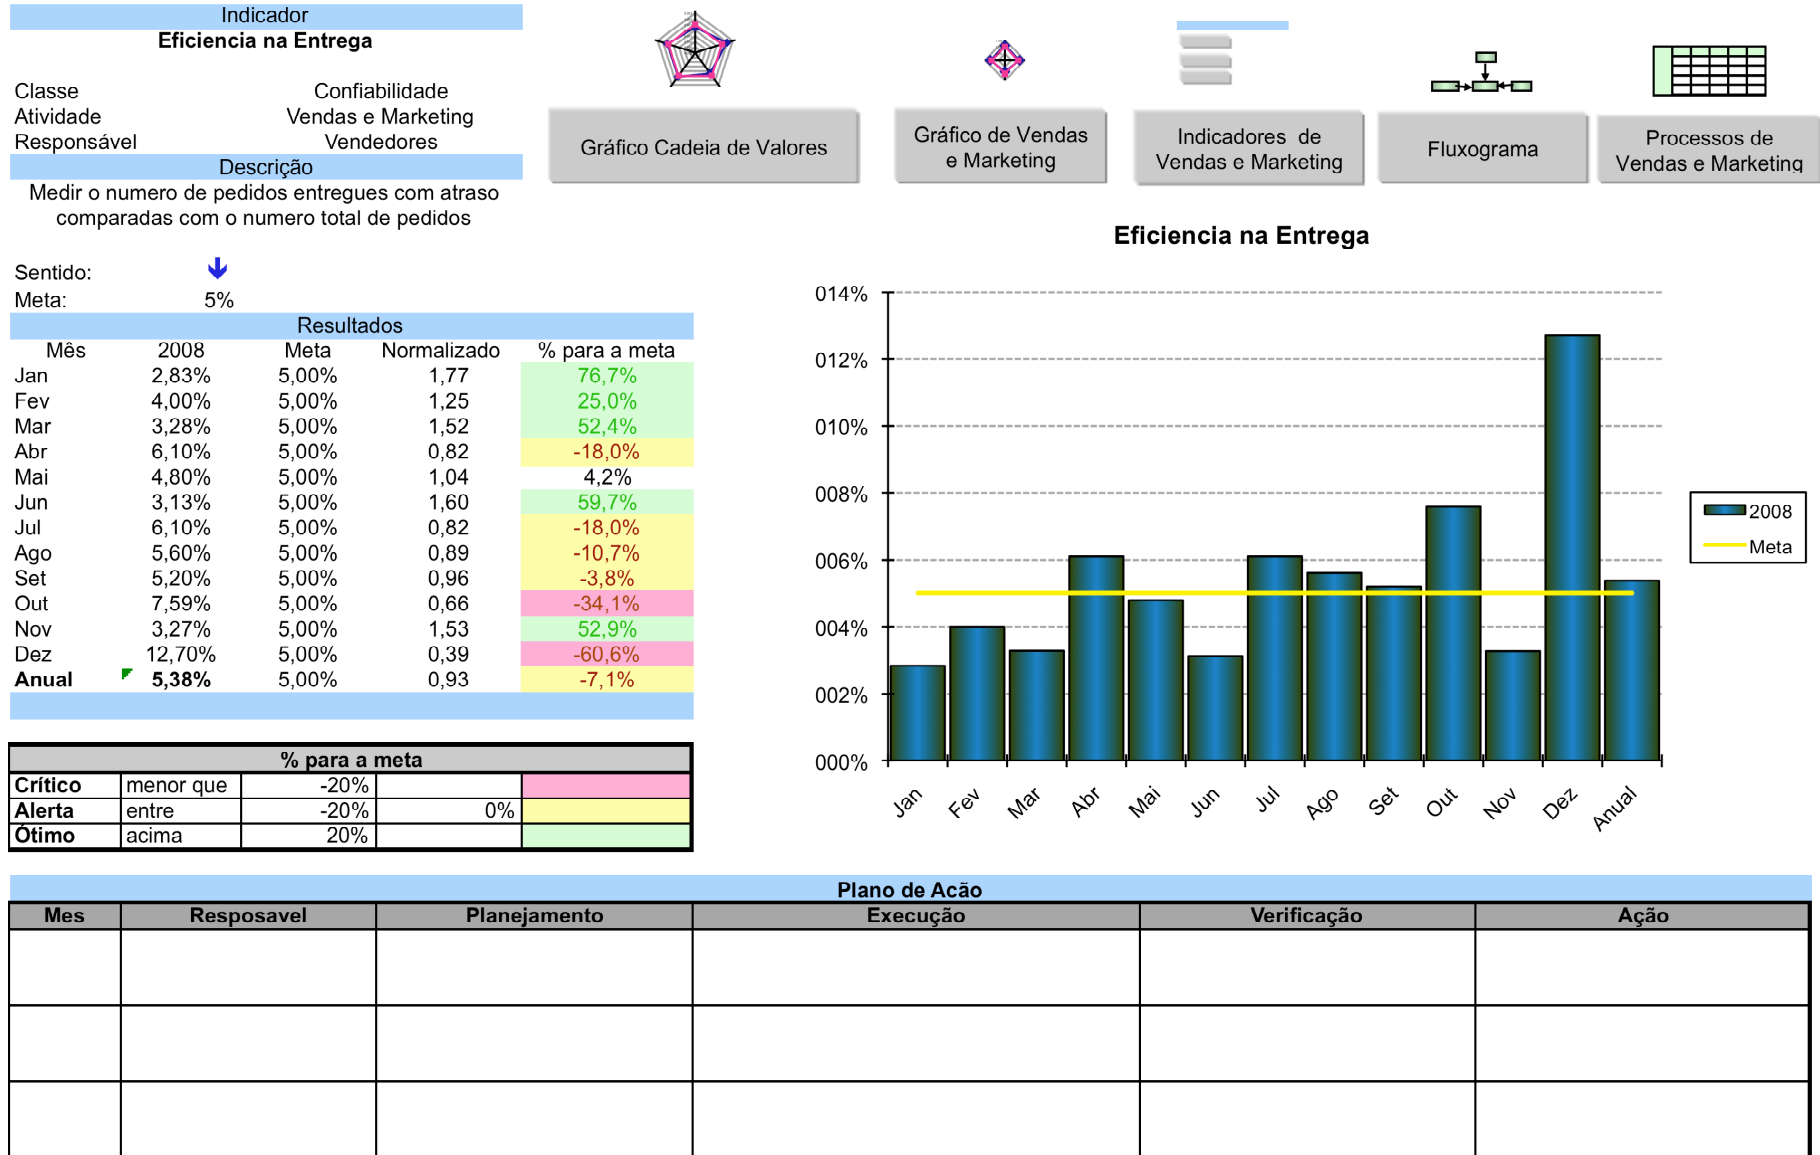 Indicador
Eficiencia na Entrega
Classe Confiabilidade
Atividade Vendas e Marketing
Responsável Vendedores
Descrição
Medir o numero de pedidos entregues com atraso
comparadas com o numero total de pedidos
Sentido:
Meta: 5%
Resultados
Mês 2008 Meta Normalizado % para a meta
Jan 2,83% 5,00% 1,77 76,7%
Fev 4,00% 5,00% 1,25 25,0%
Mar 3,28% 5,00% 1,52 52,4%
Abr 6,10% 5,00% 0,82 -18,0%
Mai 4,80% 5,00% 1,04 4,2%
Jun 3,13% 5,00% 1,60 59,7%
Jul 6,10% 5,00% 0,82 -18,0%
Ago 5,60% 5,00% 0,89 -10,7%
Set 5,20% 5,00% 0,96 -3,8%
Out 7,59% 5,00% 0,66 -34,1%
Nov 3,27% 5,00% 1,53 52,9%
Dez 12,70% 5,00% 0,39 -60,6%
Anual 5,38% 5,00% 0,93 -7,1%
% para a meta
Crítico menor que -20%
Alerta entre -20% 0%
Ótimo acima 20%
Gráfico Cadeia de Valores
Gráfico de Vendas
e Marketing
Indicadores de
Vendas e Marketing
Fluxograma
Processos de
Vendas e Marketing
Eficiencia na Entrega
014%
012%
010%
008%
006%
004%
002%
000%
Jan Fev Mar Abr Mai Jun Jul Ago Set Out Nov Dez Anual
2008
Meta
Plano de Acão
Mes Resposavel Planejamento Execução Verificação Ação